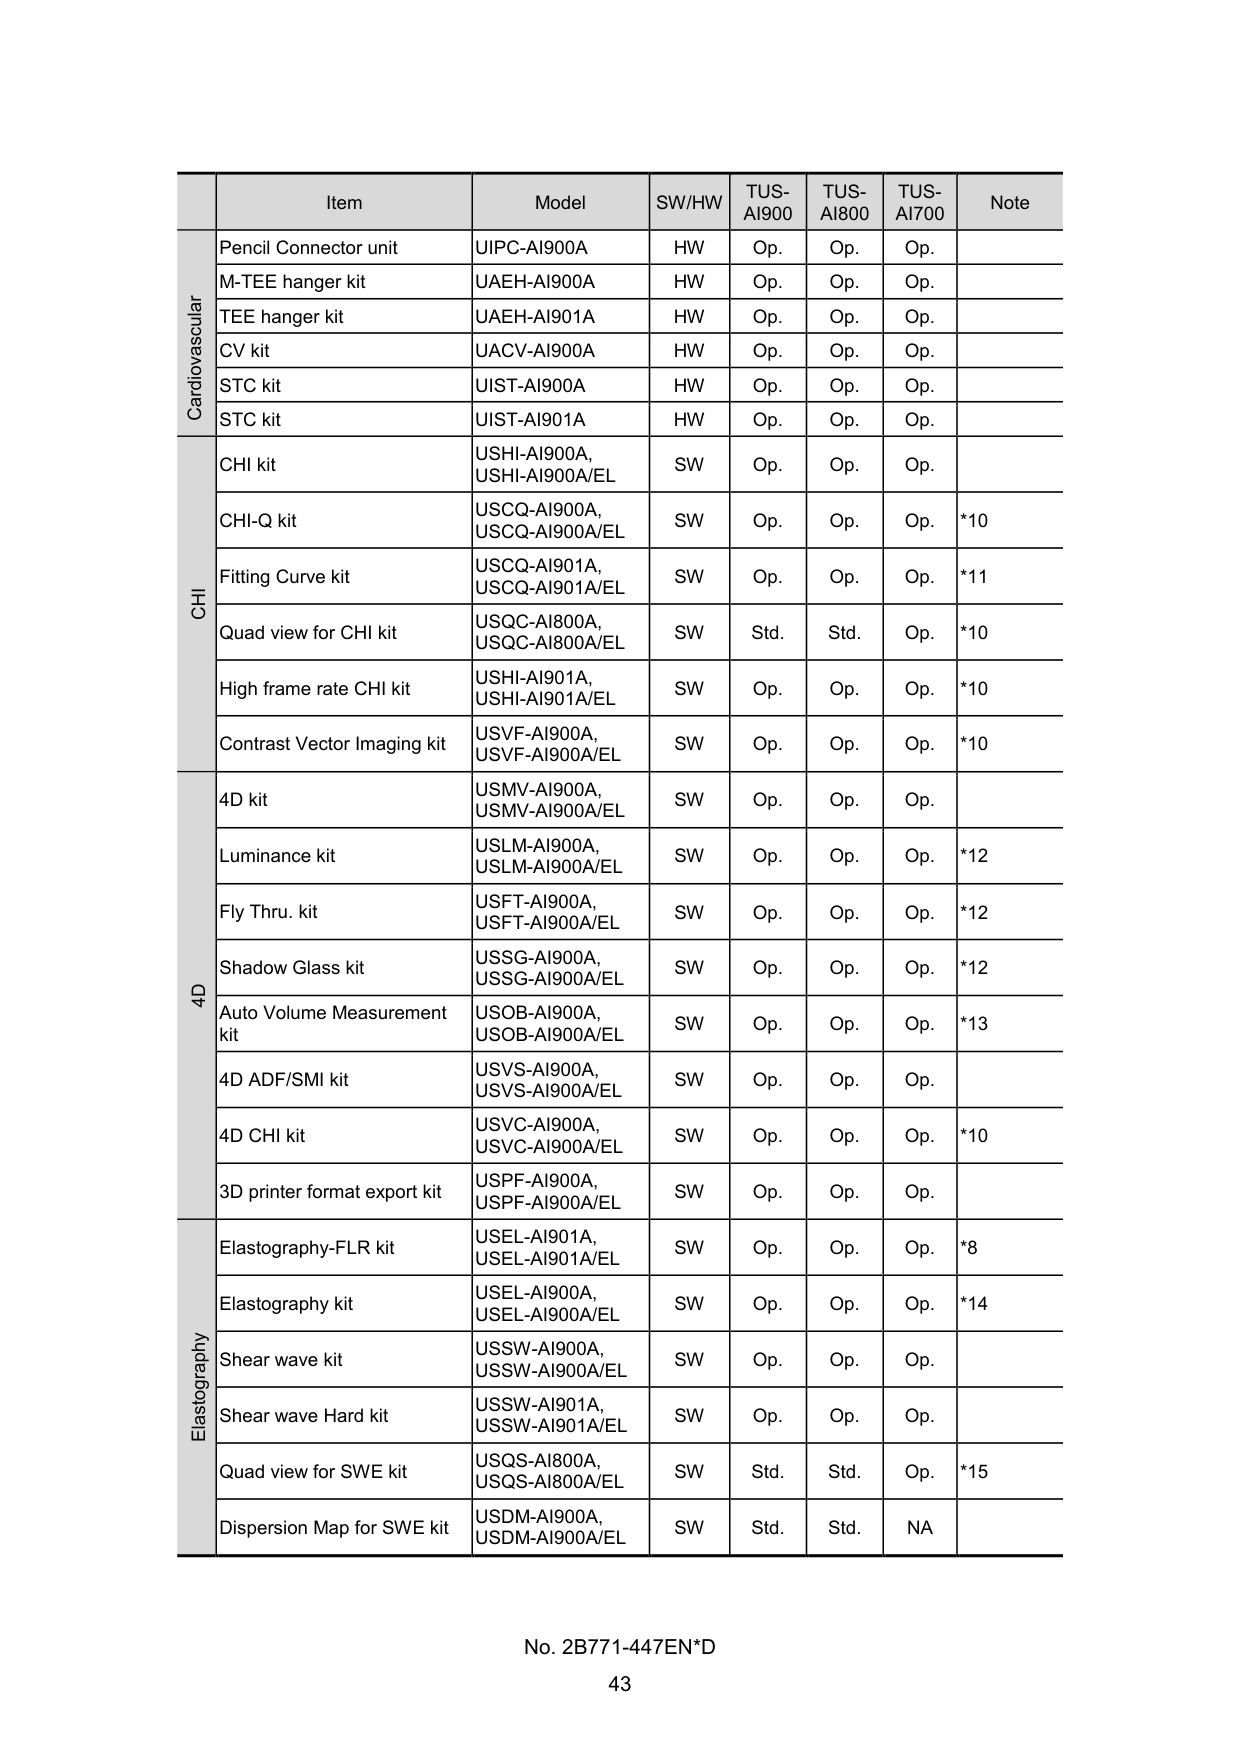 Item Model SW/HW TUS- TUS- TUS- Note
AI900 AI800 AI700
Cardiovascular
Pencil Connector unit UIPC-AI900A HW Op. Op. Op.
M-TEE hanger kit UAEH-AI900A HW Op. Op. Op.
TEE hanger kit UAEH-AI901A HW Op. Op. Op.
CV kit UACV-AI900A HW Op. Op. Op.
STC kit UIST-AI900A HW Op. Op. Op.
STC kit UIST-AI901A HW Op. Op. Op.
CHI
CHI kit USHI-AI900A, SW Op. Op. Op.
USHI-AI900A/EL
CHI-Q kit USCQ-AI900A, SW Op. Op. Op. *10
USCQ-AI900A/EL
Fitting Curve kit USCQ-AI901A, SW Op. Op. Op. *11
USCQ-AI901A/EL
Quad view for CHI kit USQC-AI800A, SW Std. Std. Op. *10
USQC-AI800A/EL
High frame rate CHI kit USHI-AI901A, SW Op. Op. Op. *10
USHI-AI901A/EL
Contrast Vector Imaging kit USVF-AI900A, SW Op. Op. Op. *10
USVF-AI900A/EL
4D
4D kit USMV-AI900A, SW Op. Op. Op.
USMV-AI900A/EL
Luminance kit USLM-AI900A, SW Op. Op. Op. *12
USLM-AI900A/EL
Fly Thru. kit USFT-AI900A, SW Op. Op. Op. *12
USFT-AI900A/EL
Shadow Glass kit USSG-AI900A, SW Op. Op. Op. *12
USSG-AI900A/EL
Auto Volume Measurement USOB-AI900A, SW Op. Op. Op. *13
kit USOB-AI900A/EL
4D ADF/SMI kit USVS-AI900A, SW Op. Op. Op.
USVS-AI900A/EL
4D CHI kit USVC-AI900A, SW Op. Op. Op. *10
USVC-AI900A/EL
3D printer format export kit USPF-AI900A, SW Op. Op. Op.
USPF-AI900A/EL
Elastography
Elastography-FLR kit USEL-AI901A, SW Op. Op. Op. *8
USEL-AI901A/EL
Elastography kit USEL-AI900A, SW Op. Op. Op. *14
USEL-AI900A/EL
Shear wave kit USSW-AI900A, SW Op. Op. Op.
USSW-AI900A/EL
Shear wave Hard kit USSW-AI901A, SW Op. Op. Op.
USSW-AI901A/EL
Quad view for SWE kit USQS-AI800A, SW Std. Std. Op. *15
USQS-AI800A/EL
Dispersion Map for SWE kit USDM-AI900A, SW Std. Std. NA
USDM-AI900A/EL
No. 2B771-447EN*D
43